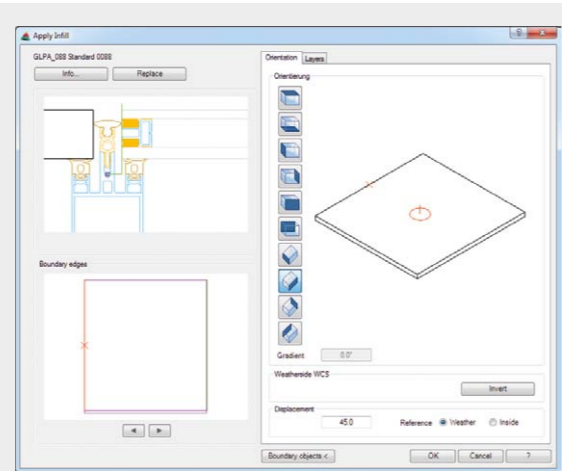 Apply Infill
GLPA_088 Standard 0088
Info...
Replace
Boundary edges
Orientation
Layers
Orientierung
Gradient
0.0°
Weatherside WCS
Invert
Displacement
45.0
Reference
Weather
Inside
Boundary objects <
OK
Cancel
?